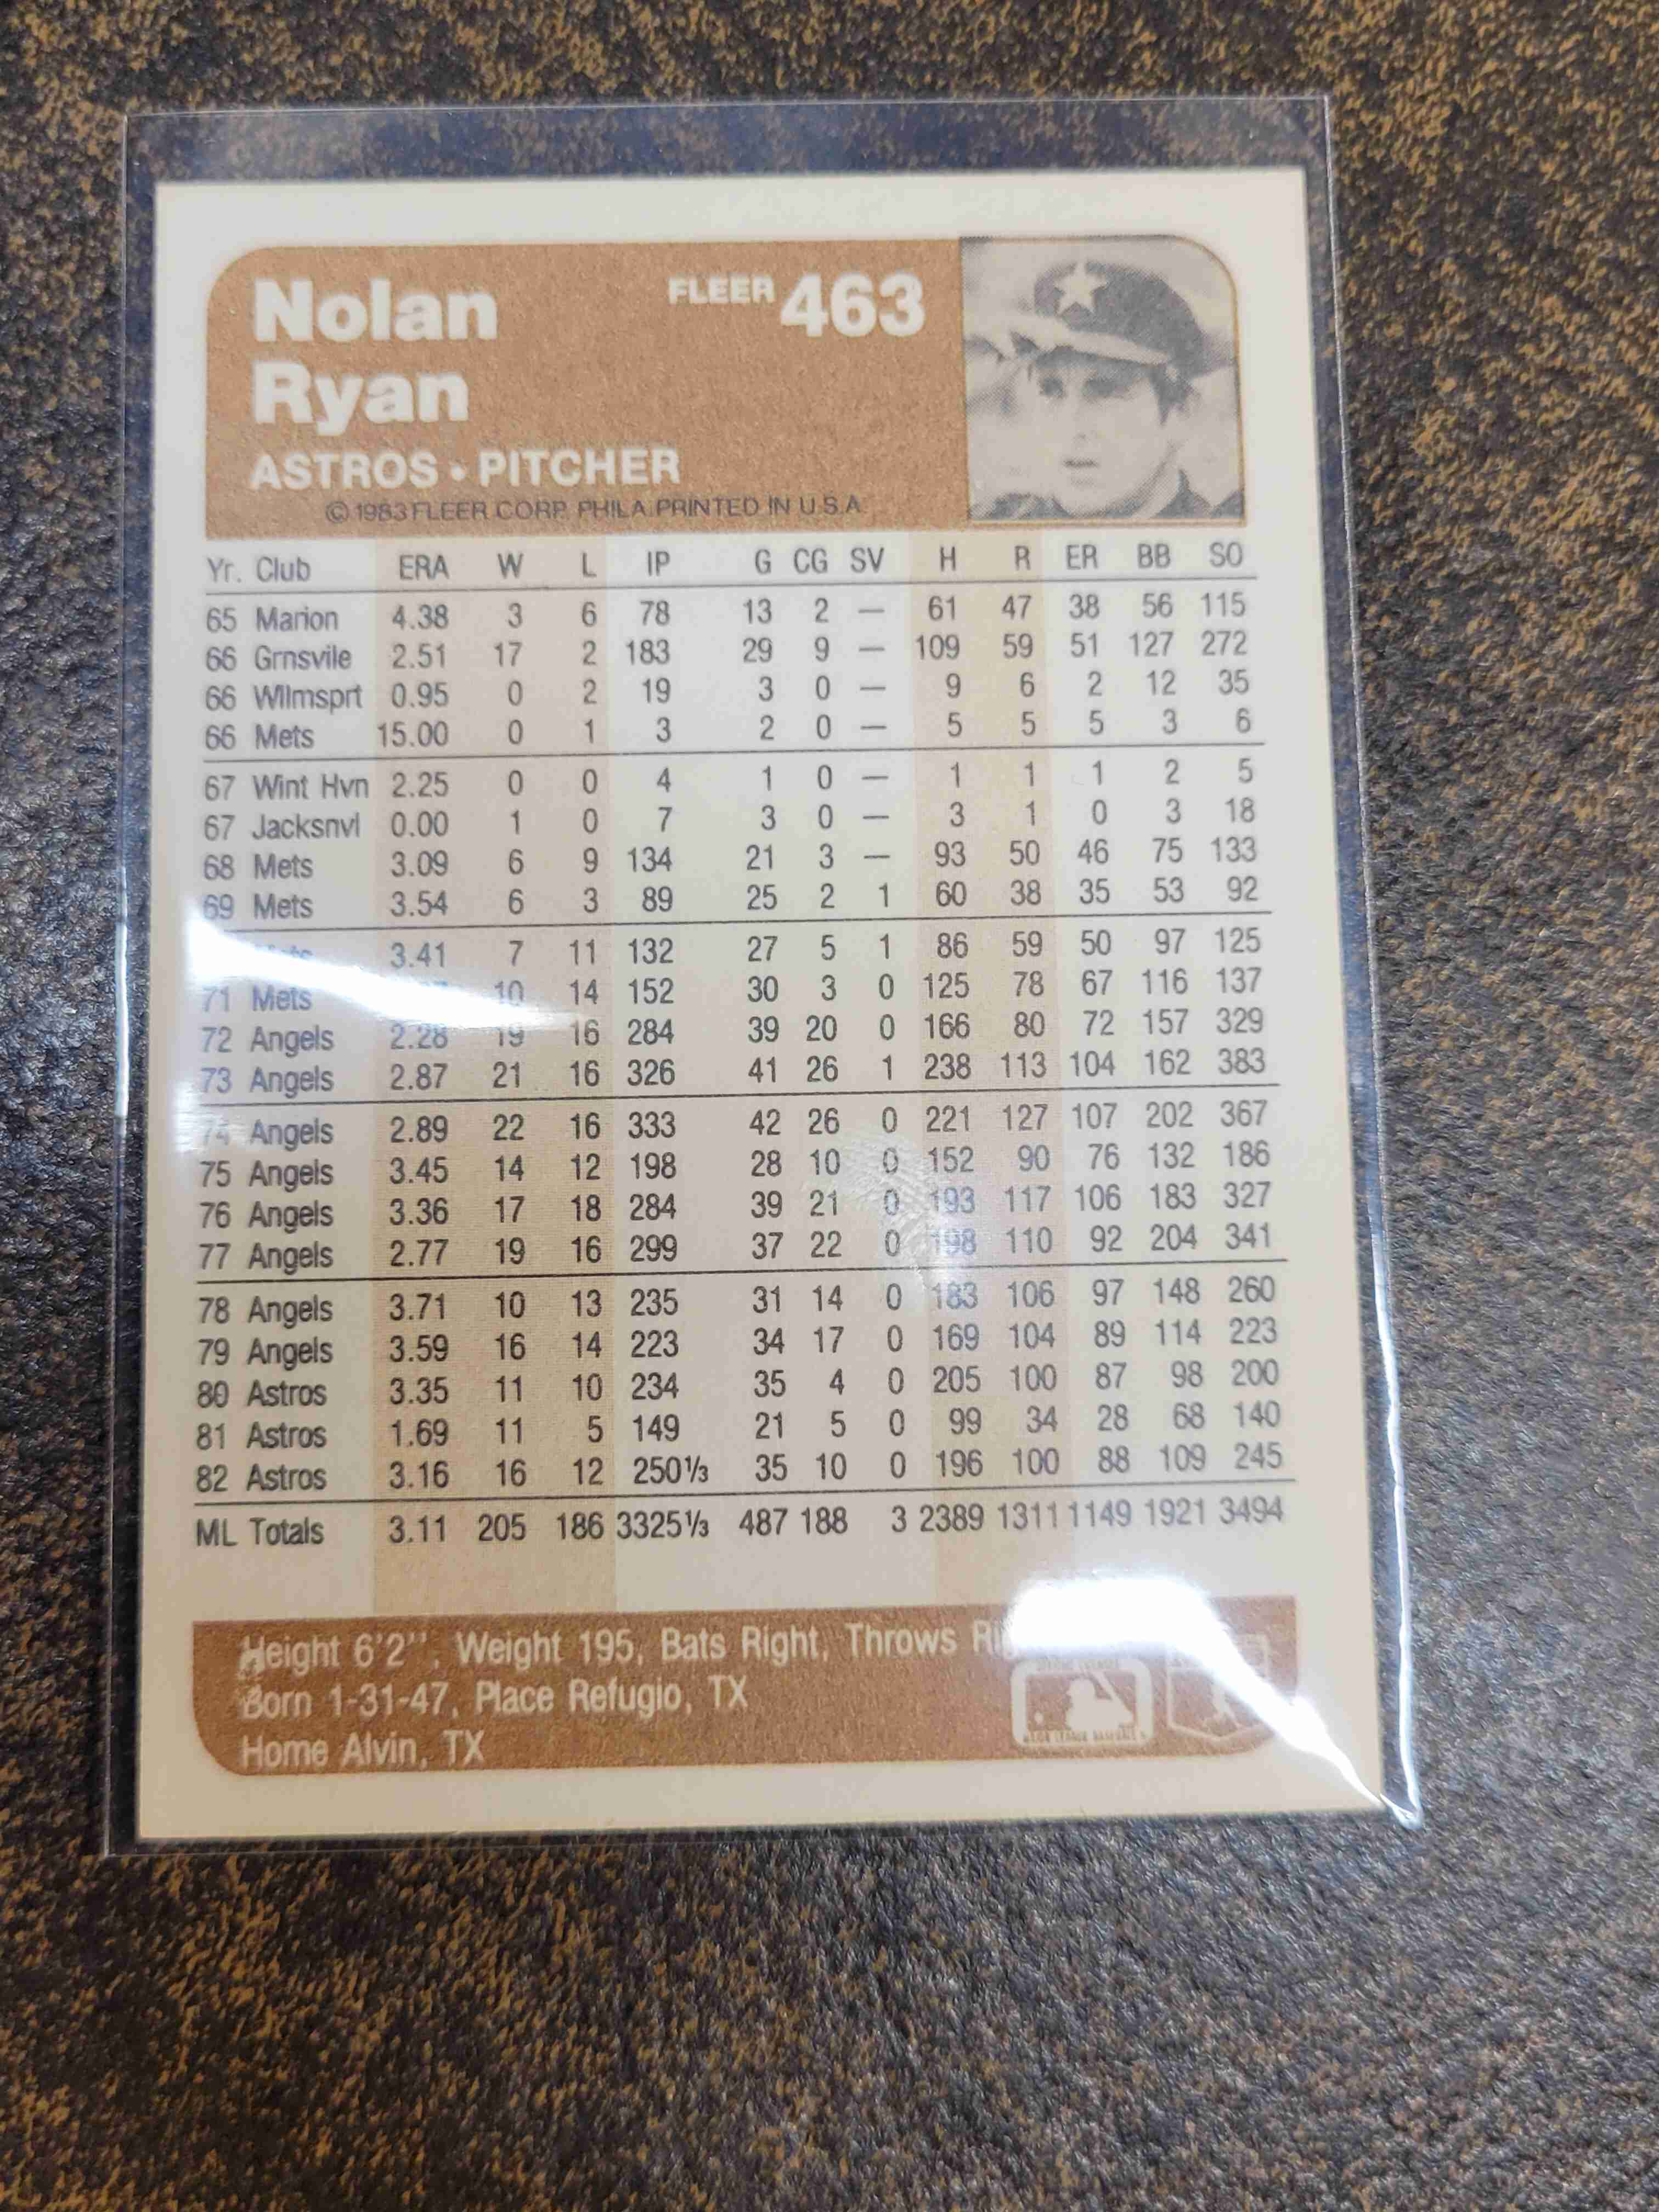 Nolan
Ryan
FLEER 463
ASTROS • PITCHER
© 1983 FLEER CORP. PHILA. PRINTED IN U.S.A.
Yr. Club ERA W L IP G CG SV H R ER BB SO
65 Marion 4.38 3 6 78 13 2 — 61 47 38 56 115
66 Grnsvile 2.51 17 2 183 29 9 — 109 59 51 127 272
66 Wllmsprt 0.95 0 2 19 3 0 — 9 6 2 12 35
66 Mets 15.00 0 1 3 2 0 — 5 5 5 3 6
67 Wint Hvn 2.25 0 0 4 1 0 — 1 1 1 2 5
67 Jacksnvl 0.00 1 0 7 3 0 — 3 1 0 3 18
68 Mets 3.09 6 9 134 21 3 — 93 50 46 75 133
69 Mets 3.54 6 3 89 25 2 1 60 38 35 53 92
3.41 7 11 132 27 5 1 86 59 50 97 125
71 Mets 10 14 152 30 3 0 125 78 67 116 137
72 Angels 2.28 19 16 284 39 20 0 166 80 72 157 329
73 Angels 2.87 21 16 326 41 26 1 238 113 104 162 383
74 Angels 2.89 22 16 333 42 26 0 221 127 107 202 367
75 Angels 3.45 14 12 198 28 10 0 152 90 76 132 186
76 Angels 3.36 17 18 284 39 21 0 193 117 106 183 327
77 Angels 2.77 19 16 299 37 22 0 198 110 92 204 341
78 Angels 3.71 10 13 235 31 14 0 183 106 97 148 260
79 Angels 3.59 16 14 223 34 17 0 169 104 89 114 223
80 Astros 3.35 11 10 234 35 4 0 205 100 87 98 200
81 Astros 1.69 11 5 149 21 5 0 99 34 28 68 140
82 Astros 3.16 16 12 250⅓ 35 10 0 196 100 88 109 245
ML Totals 3.11 205 186 3325⅓ 487 188 3 2389 1311 1149 1921 3494
Height 6'2", Weight 195, Bats Right, Throws
Born 1-31-47, Place Refugio, TX
Home Alvin, TX
MAJOR LEAGUE BASEBALL